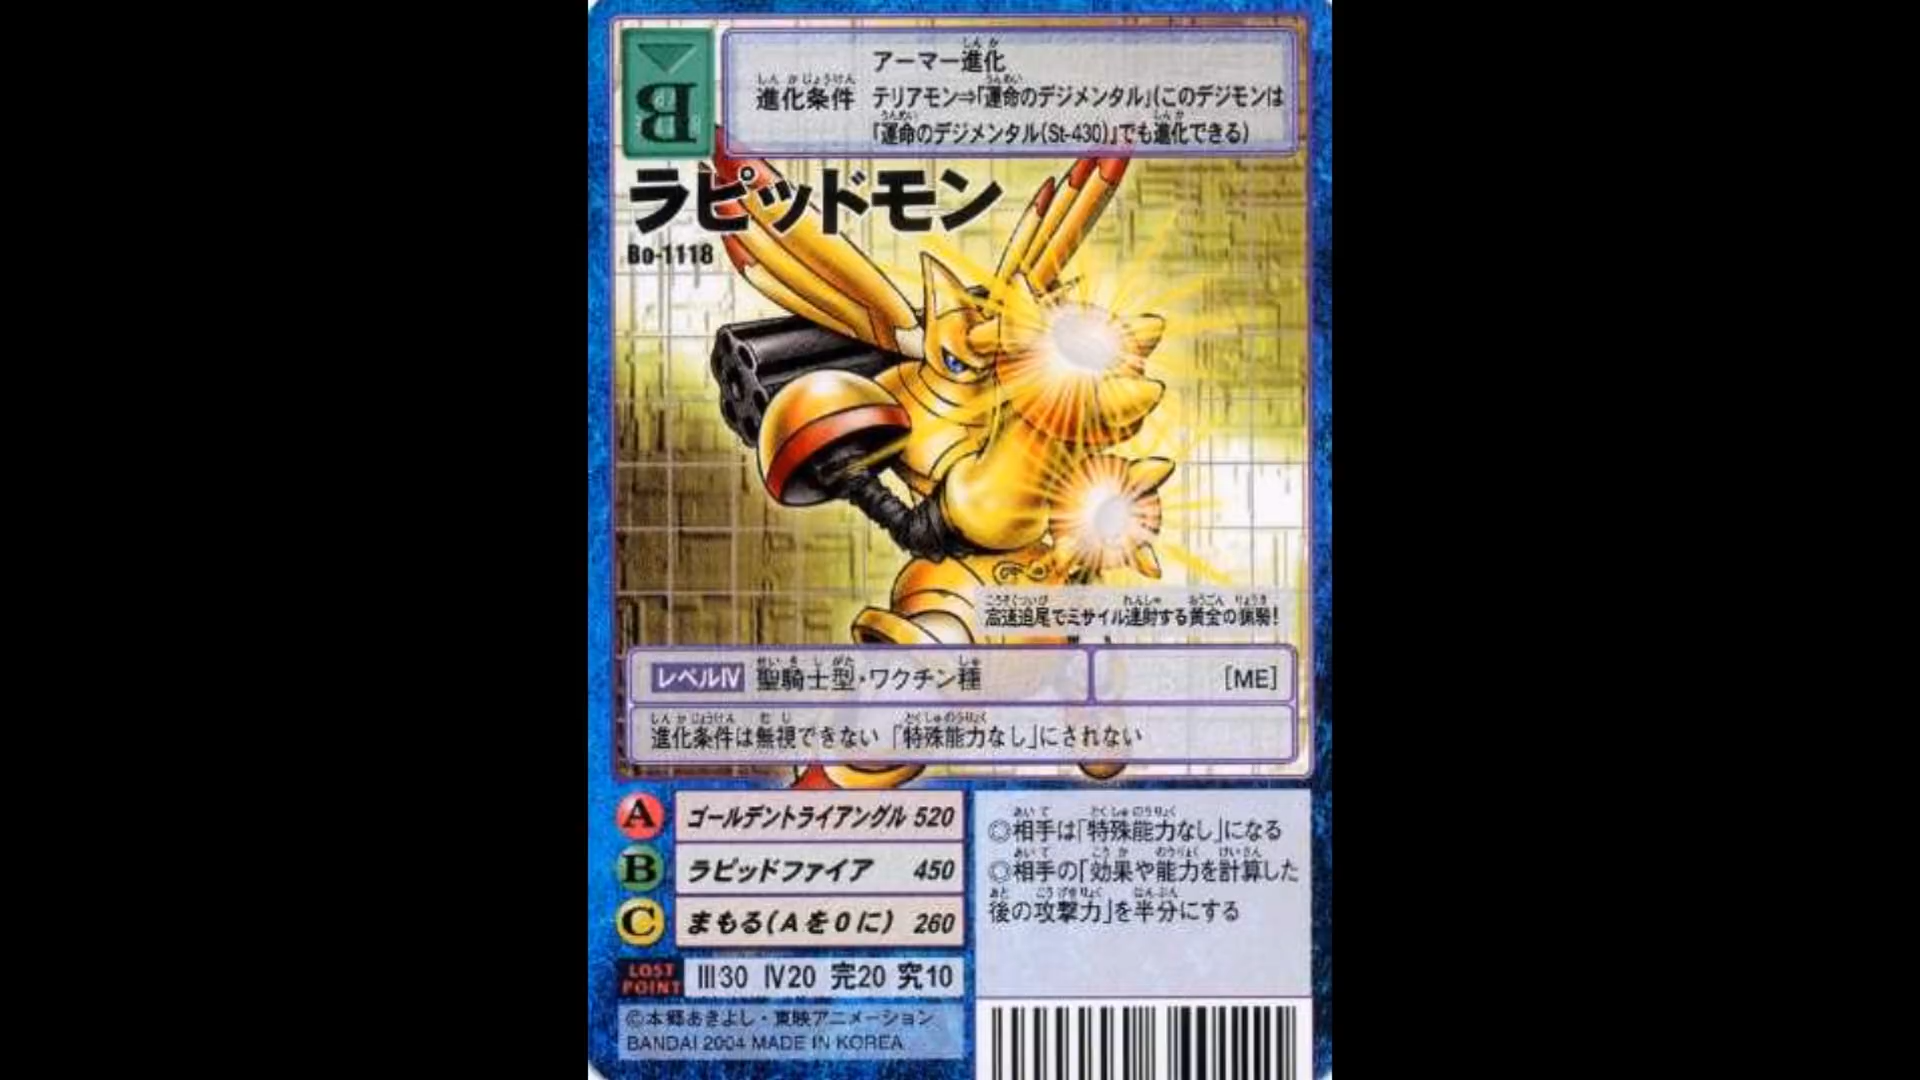 B
アーマー進化
進化条件 テリアモン⇒「運命のデジメンタル」(このデジモンは
「運命のデジメンタル(St-430)」でも進化できる)
ラピッドモン
Bo-1118
高速追尾でミサイル連射する黄金の猟騎!
レベルⅣ 聖騎士型・ワクチン種 [ME]
進化条件は無視できない 「特殊能力なし」にされない
A ゴールデントライアングル 520
B ラピッドファイア 450
C まもる(Aを0に) 260
◎相手は「特殊能力なし」になる
◎相手の「効果や能力を計算した
後の攻撃力」を半分にする
LOST POINT Ⅲ30 Ⅳ20 完20 究10
©本郷あきよし・東映アニメーション
BANDAI 2004 MADE IN KOREA